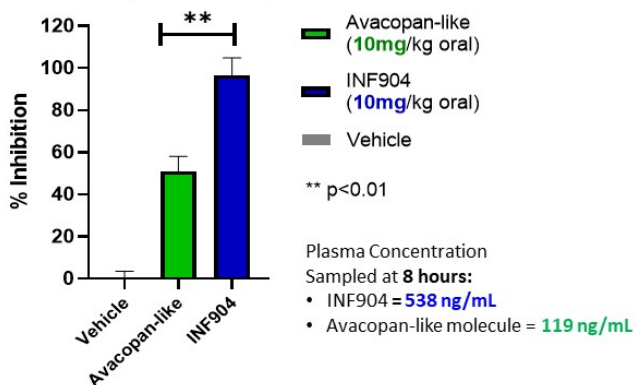 **
120
100
80
60
40
20
0
% Inhibition
Vehicle
Avacopan-like
INF904
Avacopan-like
(10mg/kg oral)
INF904
(10mg/kg oral)
Vehicle
** p<0.01
Plasma Concentration
Sampled at 8 hours:
• INF904 = 538 ng/mL
• Avacopan-like molecule = 119 ng/mL